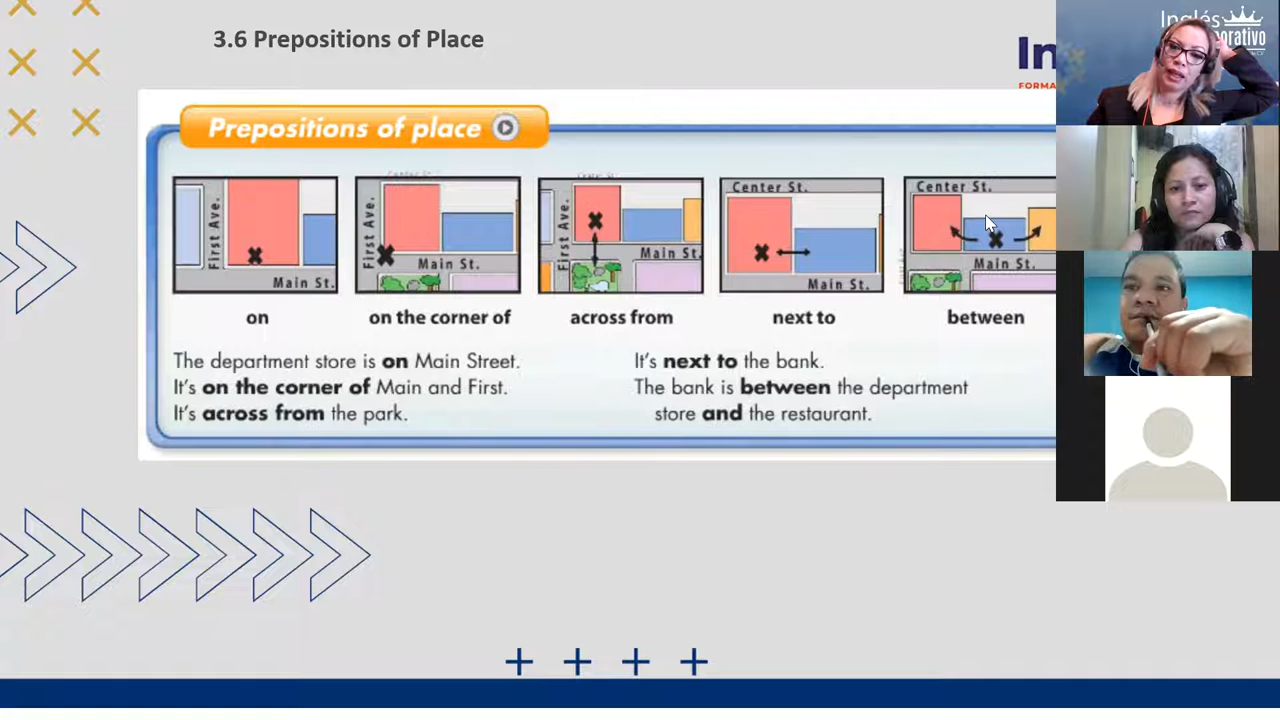 3.6 Prepositions of Place
Inglés
orativo
In
FORMA
Prepositions of place
First Ave.
Main St.
First Ave.
Main St.
First Ave.
Main St.
Center St.
Main St.
Center St.
Main St.
on
on the corner of
across from
next to
between
The department store is on Main Street.
It's on the corner of Main and First.
It's across from the park.
It's next to the bank.
The bank is between the department
store and the restaurant.